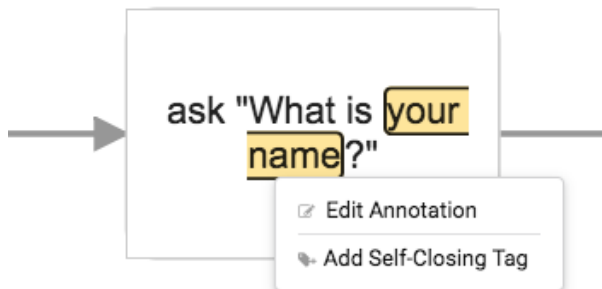 ask "What is your
name?"
Edit Annotation
Add Self-Closing Tag